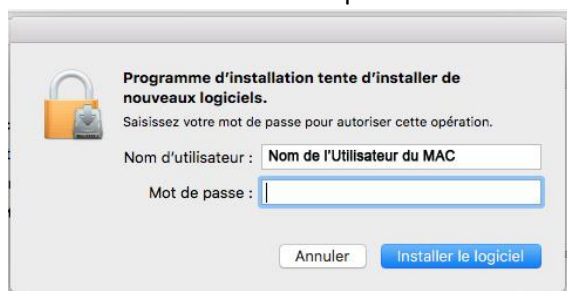 Programme d'installation tente d'installer de
nouveaux logiciels.
Saisissez votre mot de passe pour autoriser cette opération.
Nom d'utilisateur : Nom de l'Utilisateur du MAC
Mot de passe :
Annuler Installer le logiciel